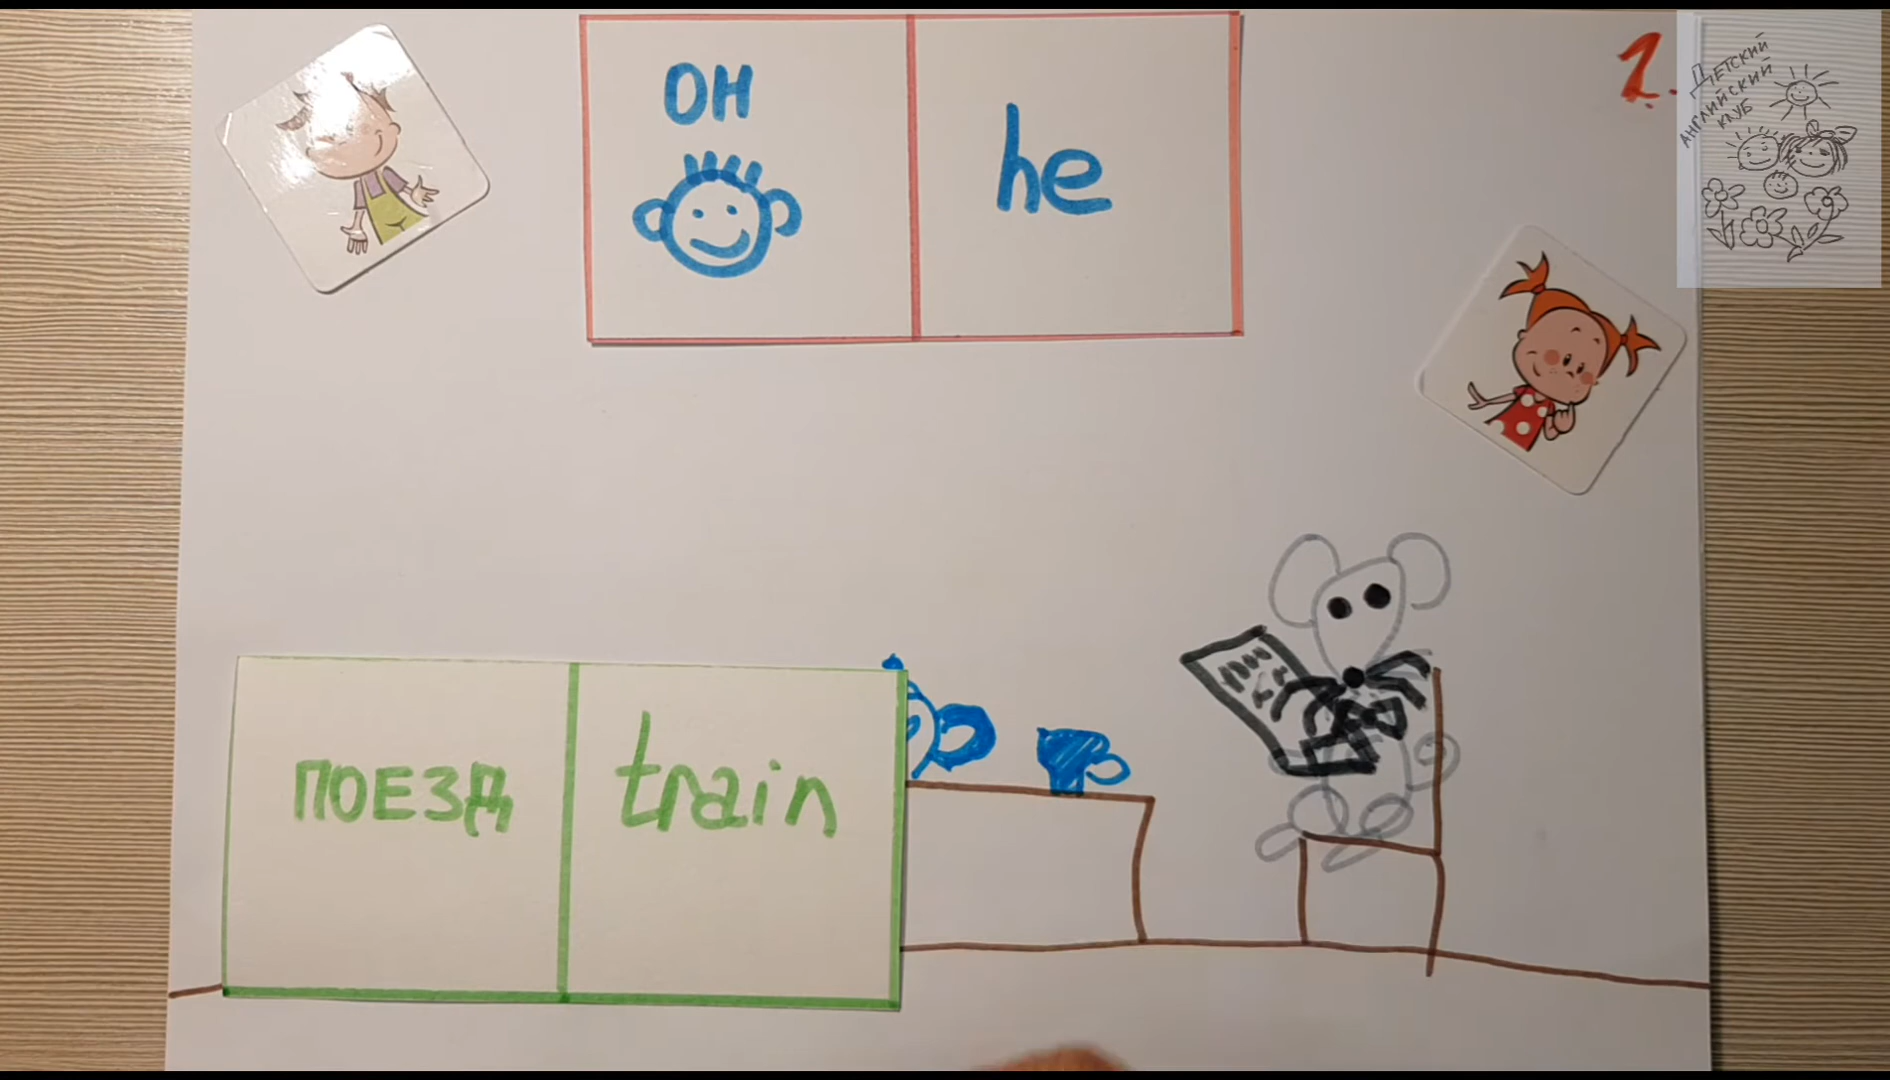 он
he
1.
Детский
английский
клуб
поезд
train